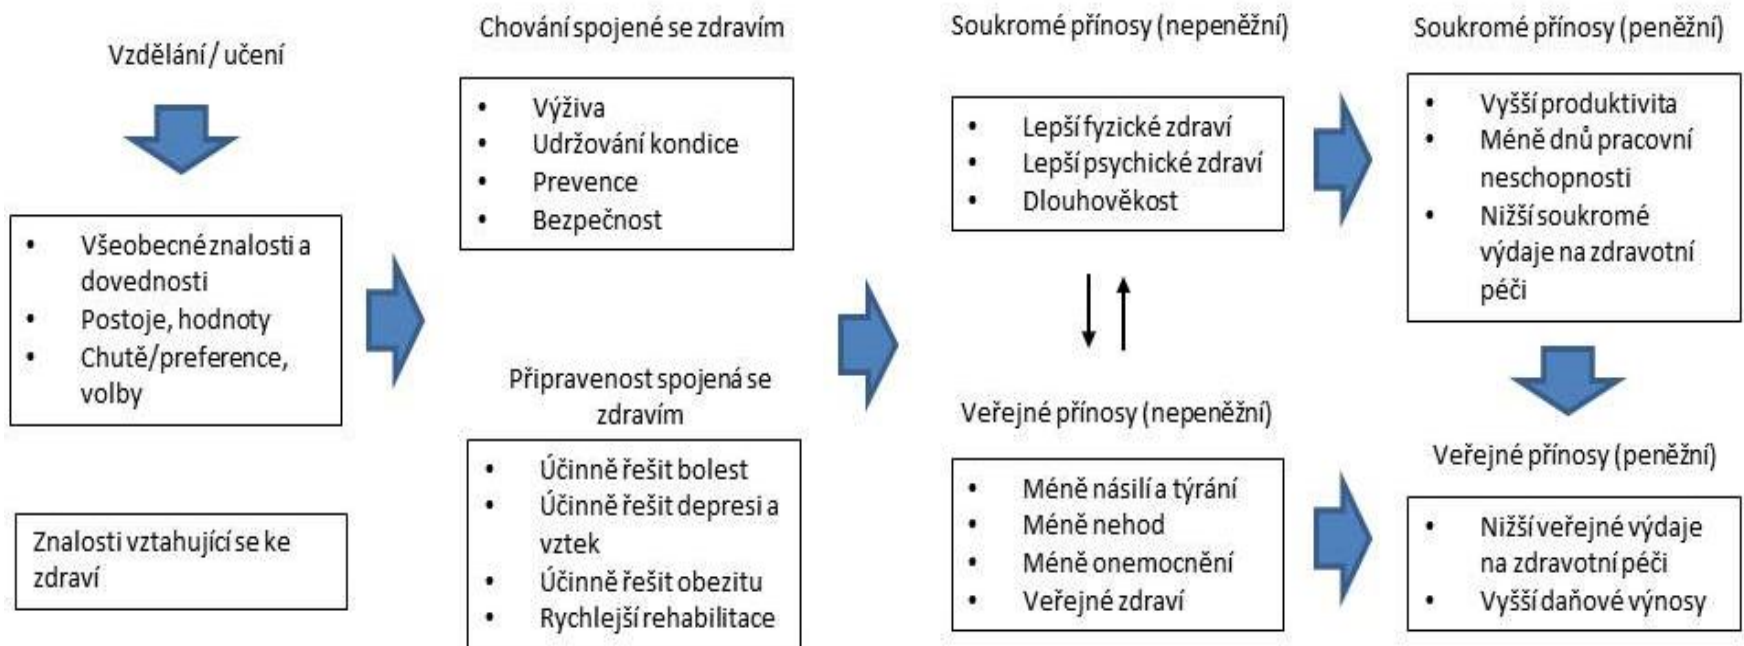 Vzdělání / učení
• Všeobecné znalosti a
dovednosti
• Postoje, hodnoty
• Chutě/preference,
volby
Znalosti vztahující se ke
zdraví
Chování spojené se zdravím
• Výživa
• Udržování kondice
• Prevence
• Bezpečnost
Připravenost spojená se
zdravím
• Účinně řešit bolest
• Účinně řešit depresi a
vztek
• Účinně řešit obezitu
• Rychlejší rehabilitace
Soukromé přínosy (nepeněžní)
• Lepší fyzické zdraví
• Lepší psychické zdraví
• Dlouhověkost
Veřejné přínosy (nepeněžní)
• Méně násilí a týrání
• Méně nehod
• Méně onemocnění
• Veřejné zdraví
Soukromé přínosy (peněžní)
• Vyšší produktivita
• Méně dnů pracovní
neschopnosti
• Nižší soukromé
výdaje na zdravotní
péči
Veřejné přínosy (peněžní)
• Nižší veřejné výdaje
na zdravotní péči
• Vyšší daňové výnosy